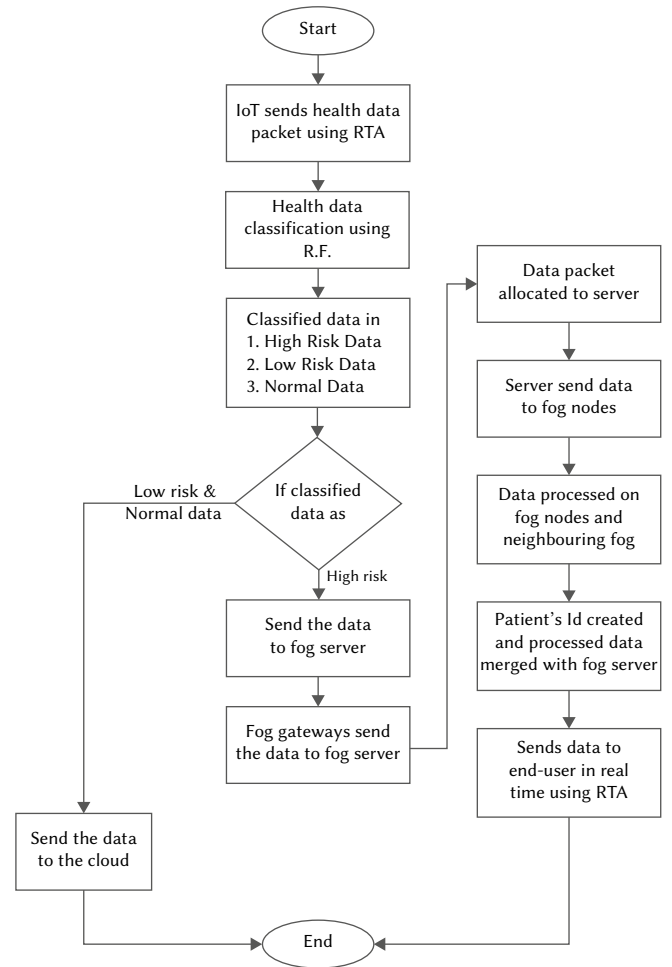 Start
IoT sends health data
packet using RTA
Health data
classification using
R.F.
Classified data in
1. High Risk Data
2. Low Risk Data
3. Normal Data
If classified
data as
Low risk &
Normal data
High risk
Send the data
to fog server
Fog gateways send
the data to fog server
Data packet
allocated to server
Server send data
to fog nodes
Data processed on
fog nodes and
neighbouring fog
Patient's Id created
and processed data
merged with fog server
Sends data to
end-user in real
time using RTA
Send the data
to the cloud
End